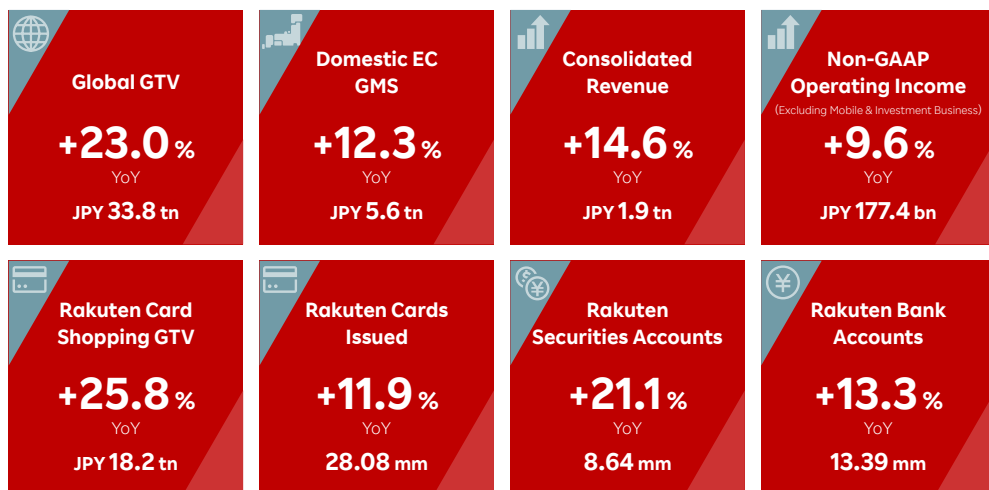 Global GTV
+23.0 %
YoY
JPY 33.8 tn
Domestic EC
GMS
+12.3 %
YoY
JPY 5.6 tn
Consolidated
Revenue
+14.6 %
YoY
JPY 1.9 tn
Non-GAAP
Operating Income
(Excluding Mobile & Investment Business)
+9.6 %
YoY
JPY 177.4 bn
Rakuten Card
Shopping GTV
+25.8 %
YoY
JPY 18.2 tn
Rakuten Cards
Issued
+11.9 %
YoY
28.08 mm
$
¥
Rakuten
Securities Accounts
+21.1 %
YoY
8.64 mm
¥
Rakuten Bank
Accounts
+13.3 %
YoY
13.39 mm